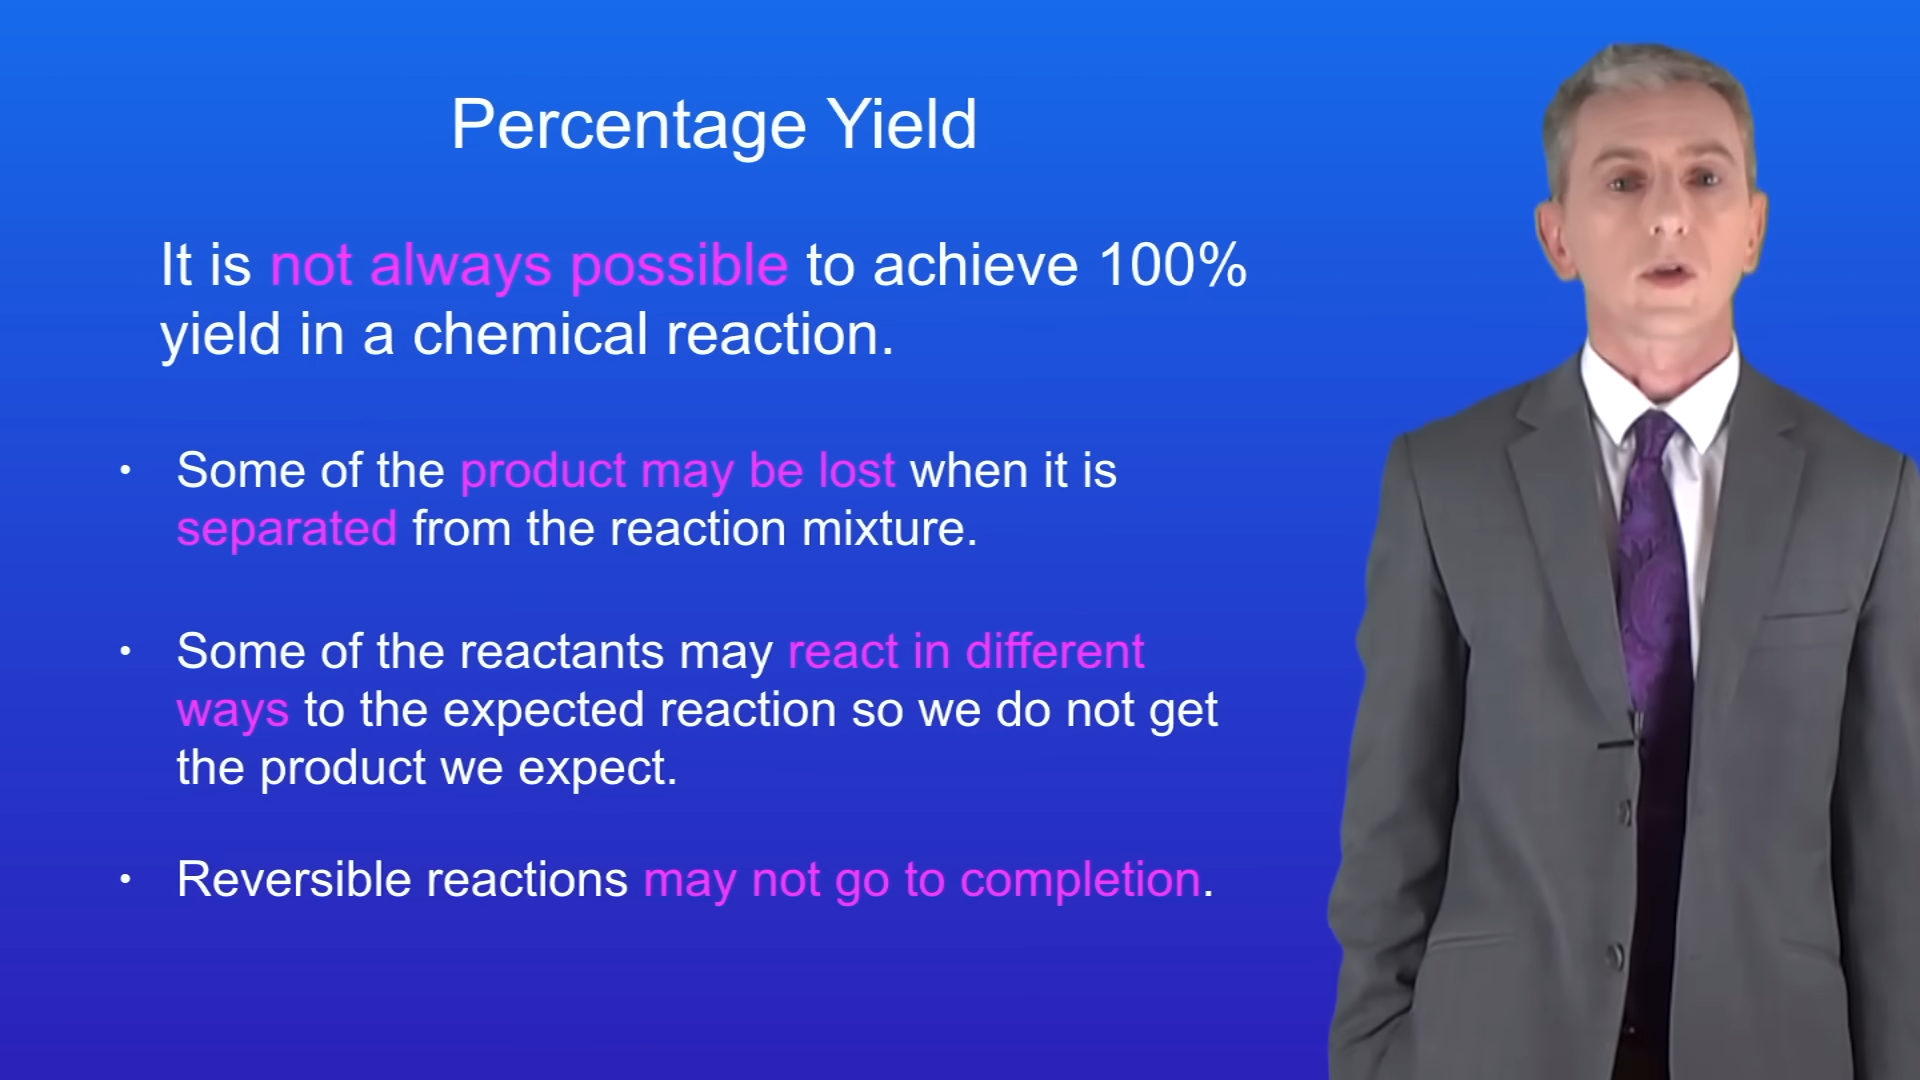 Percentage Yield
It is not always possible to achieve 100%
yield in a chemical reaction.
• Some of the product may be lost when it is
separated from the reaction mixture.
• Some of the reactants may react in different
ways to the expected reaction so we do not get
the product we expect.
• Reversible reactions may not go to completion.